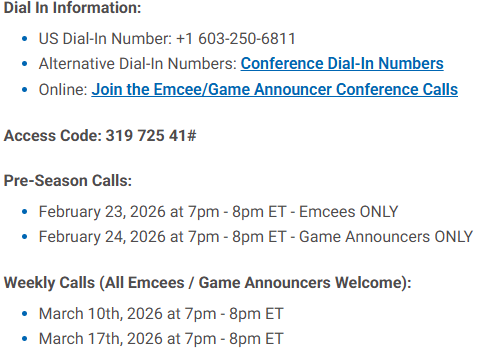 Dial In Information:
US Dial-In Number: +1 603-250-6811
Alternative Dial-In Numbers: Conference Dial-In Numbers
Online: Join the Emcee/Game Announcer Conference Calls
Access Code: 319 725 41#
Pre-Season Calls:
February 23, 2026 at 7pm - 8pm ET - Emcees ONLY
February 24, 2026 at 7pm - 8pm ET - Game Announcers ONLY
Weekly Calls (All Emcees / Game Announcers Welcome):
March 10th, 2026 at 7pm - 8pm ET
March 17th, 2026 at 7pm - 8pm ET